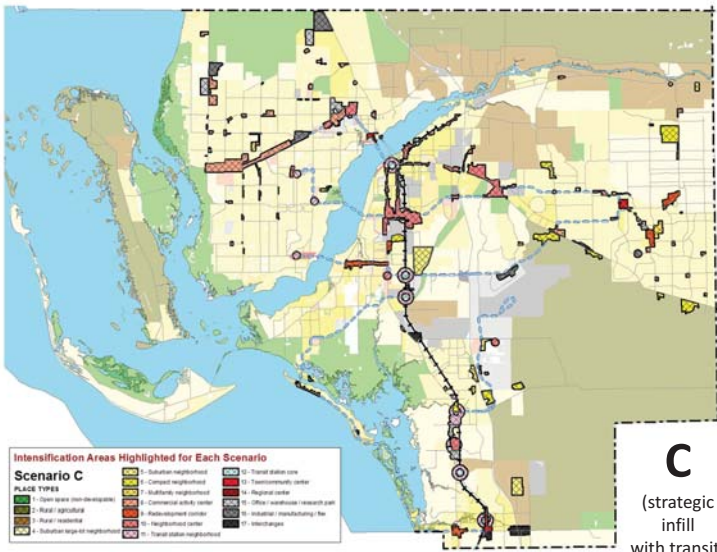 Intensification Areas Highlighted for Each Scenario
Scenario C
PLACE TYPES
1 - Open space (non-developable)
2 - Rural / agricultural
3 - Rural / residential
4 - Suburban large-lot neighborhood
5 - Suburban neighborhood
6 - Compact neighborhood
7 - Multifamily neighborhood
8 - Commercial activity center
9 - Redevelopment corridor
10 - Neighborhood center
11 - Transit station neighborhood
12 - Transit station core
13 - Town/community center
14 - Regional center
15 - Office / warehouse / research park
16 - Industrial / manufacturing / flex
17 - Interchanges
C
(strategic
infill
with transit